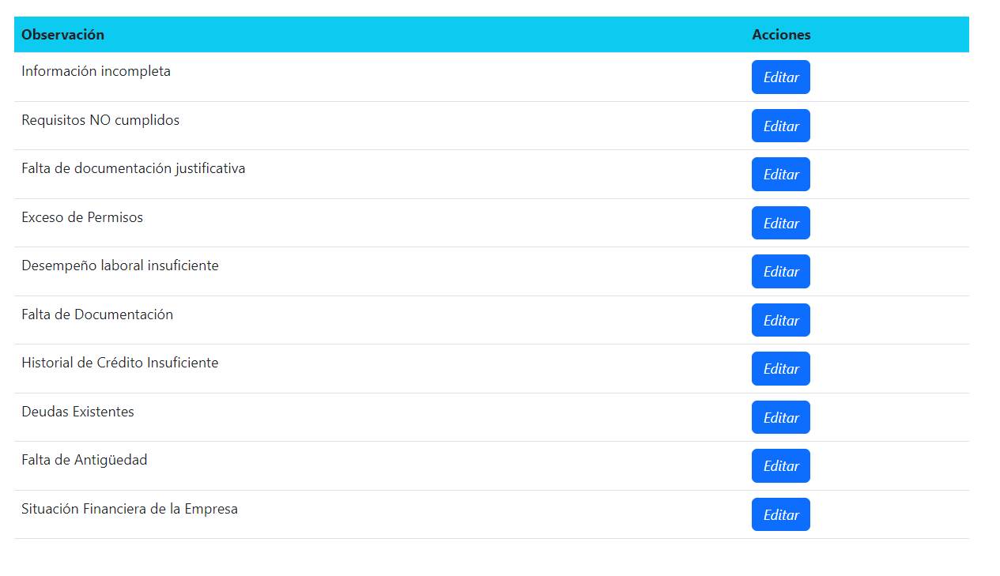 Observación Acciones
Información incompleta Editar
Requisitos NO cumplidos Editar
Falta de documentación justificativa Editar
Exceso de Permisos Editar
Desempeño laboral insuficiente Editar
Falta de Documentación Editar
Historial de Crédito Insuficiente Editar
Deudas Existentes Editar
Falta de Antigüedad Editar
Situación Financiera de la Empresa Editar